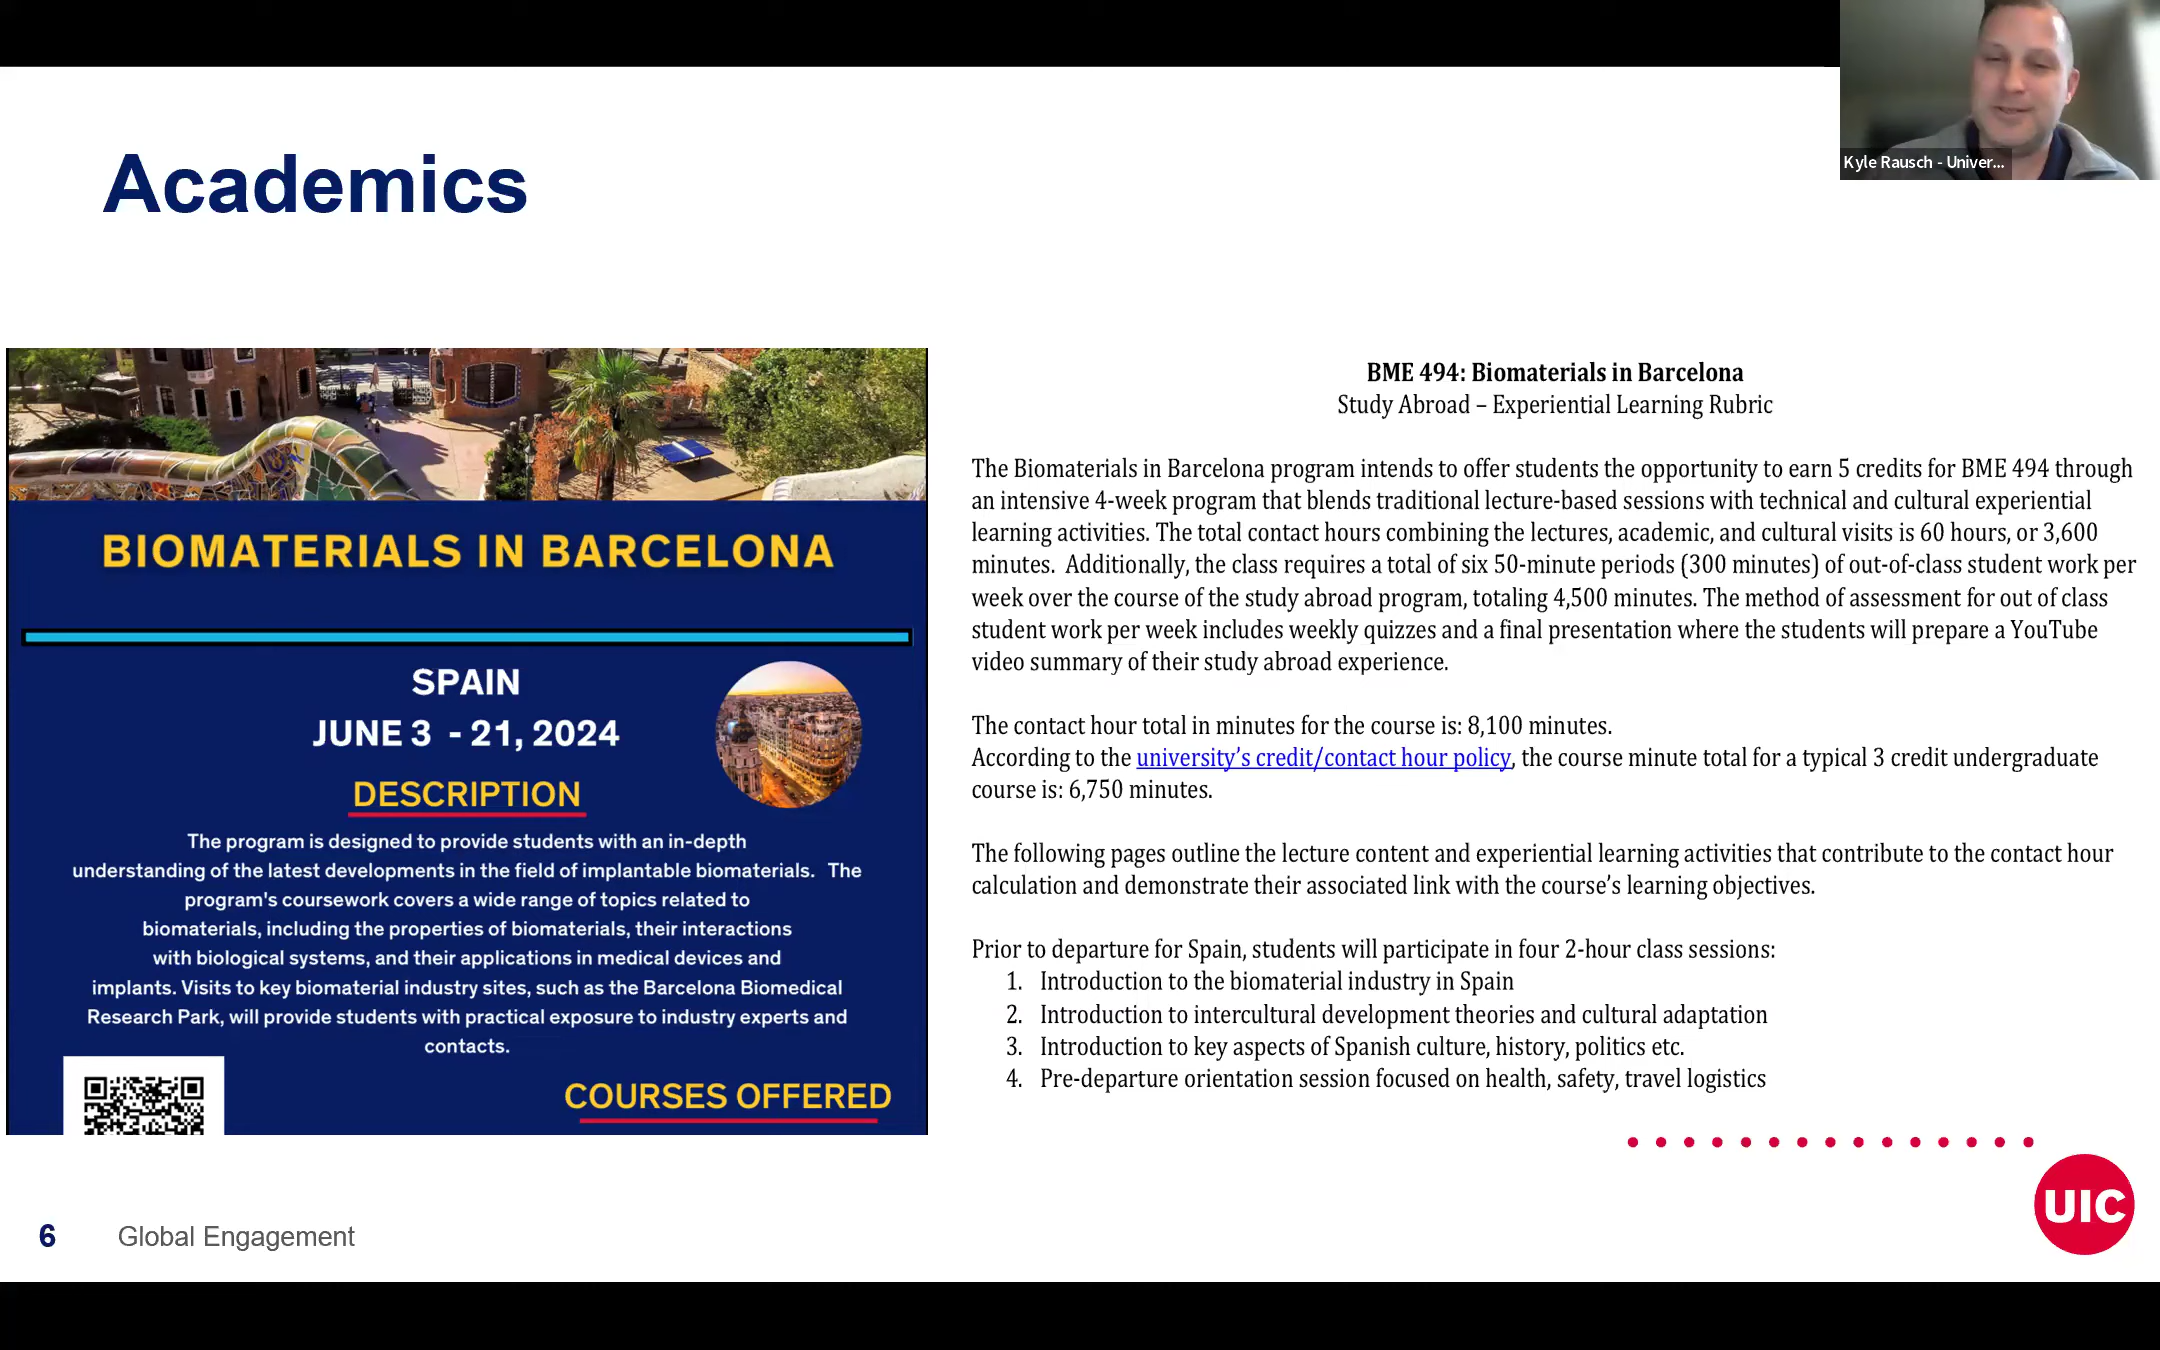 Kyle Rausch - Univer...
Academics
BIOMATERIALS IN BARCELONA
SPAIN
JUNE 3 - 21, 2024
DESCRIPTION
The program is designed to provide students with an in-depth
understanding of the latest developments in the field of implantable biomaterials. The
program's coursework covers a wide range of topics related to
biomaterials, including the properties of biomaterials, their interactions
with biological systems, and their applications in medical devices and
implants. Visits to key biomaterial industry sites, such as the Barcelona Biomedical
Research Park, will provide students with practical exposure to industry experts and
contacts.
COURSES OFFERED
BME 494: Biomaterials in Barcelona
Study Abroad – Experiential Learning Rubric
The Biomaterials in Barcelona program intends to offer students the opportunity to earn 5 credits for BME 494 through
an intensive 4-week program that blends traditional lecture-based sessions with technical and cultural experiential
learning activities. The total contact hours combining the lectures, academic, and cultural visits is 60 hours, or 3,600
minutes. Additionally, the class requires a total of six 50-minute periods (300 minutes) of out-of-class student work per
week over the course of the study abroad program, totaling 4,500 minutes. The method of assessment for out of class
student work per week includes weekly quizzes and a final presentation where the students will prepare a YouTube
video summary of their study abroad experience.
The contact hour total in minutes for the course is: 8,100 minutes.
According to the university’s credit/contact hour policy, the course minute total for a typical 3 credit undergraduate
course is: 6,750 minutes.
The following pages outline the lecture content and experiential learning activities that contribute to the contact hour
calculation and demonstrate their associated link with the course’s learning objectives.
Prior to departure for Spain, students will participate in four 2-hour class sessions:
1. Introduction to the biomaterial industry in Spain
2. Introduction to intercultural development theories and cultural adaptation
3. Introduction to key aspects of Spanish culture, history, politics etc.
4. Pre-departure orientation session focused on health, safety, travel logistics
6 Global Engagement
UIC